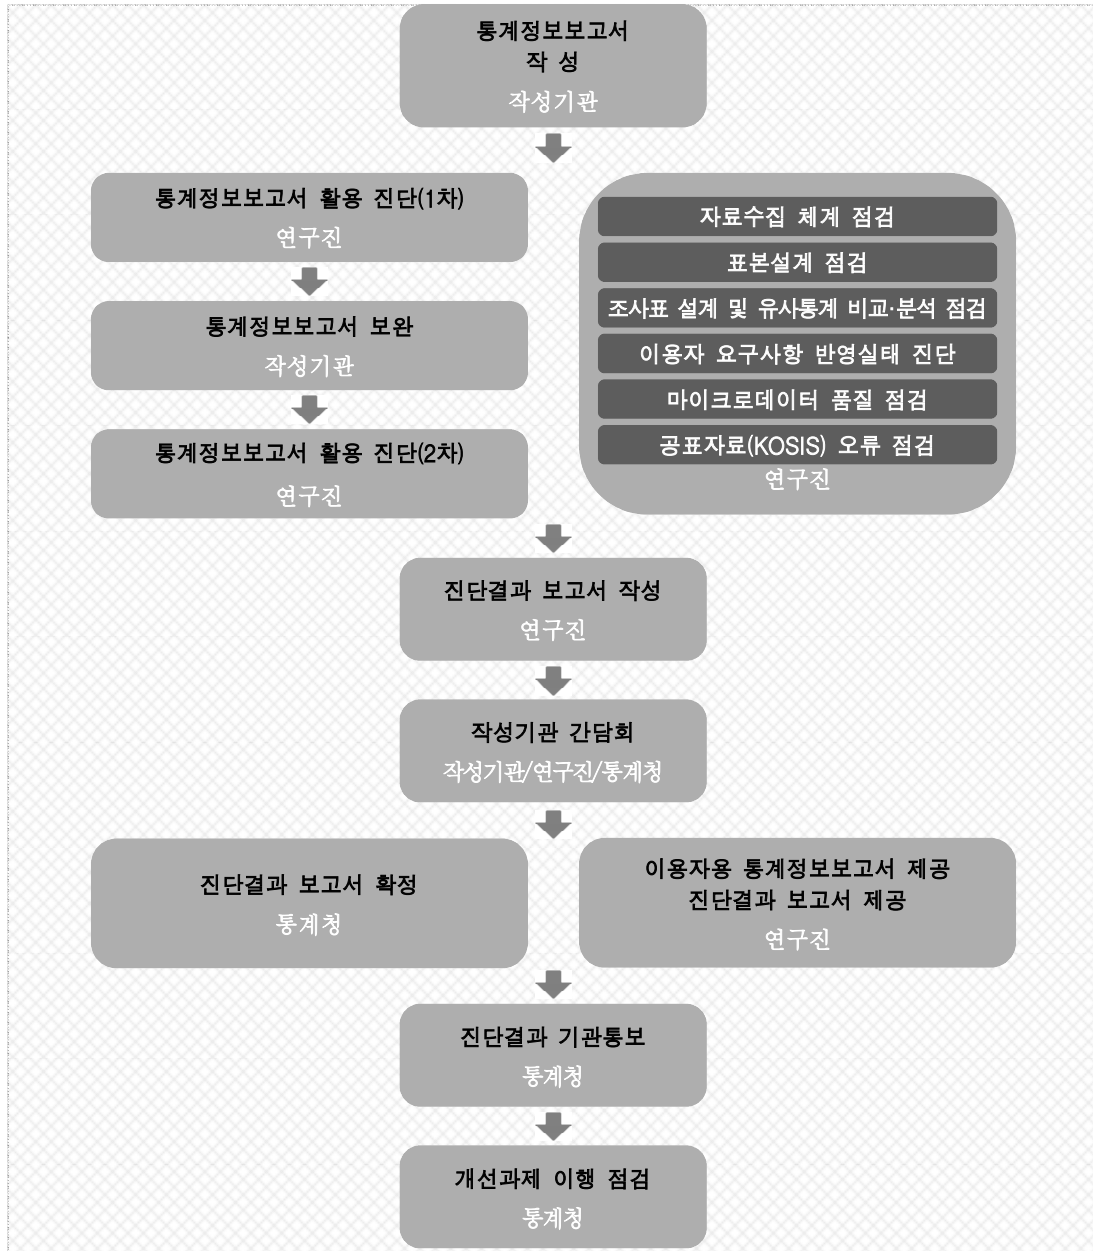 통계정보보고서
작 성
작성기관
통계정보보고서 활용 진단(1차)
연구진
통계정보보고서 보완
작성기관
통계정보보고서 활용 진단(2차)
연구진
자료수집 체계 점검
표본설계 점검
조사표 설계 및 유사통계 비교·분석 점검
이용자 요구사항 반영실태 진단
마이크로데이터 품질 점검
공표자료(KOSIS) 오류 점검
연구진
진단결과 보고서 작성
연구진
작성기관 간담회
작성기관/연구진/통계청
진단결과 보고서 확정
통계청
이용자용 통계정보보고서 제공
진단결과 보고서 제공
연구진
진단결과 기관통보
통계청
개선과제 이행 점검
통계청